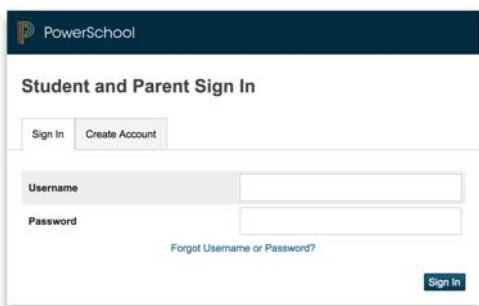 PowerSchool
Student and Parent Sign In
Sign In
Create Account
Username
Password
Forgot Username or Password?
Sign In